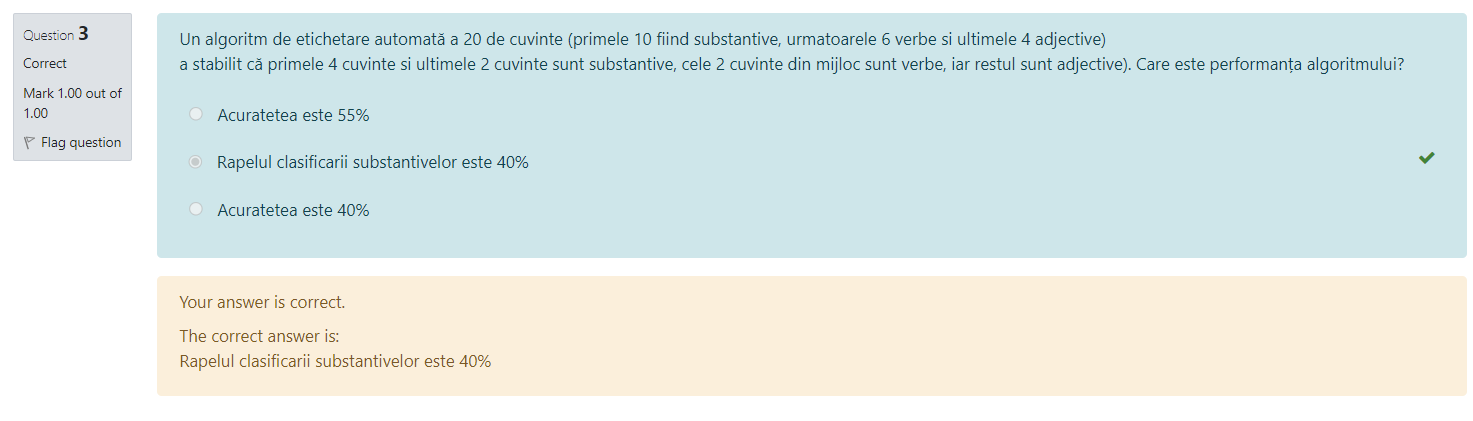 Question 3
Correct
Mark 1.00 out of
1.00
Flag question
Un algoritm de etichetare automată a 20 de cuvinte (primele 10 fiind substantive, urmatoarele 6 verbe si ultimele 4 adjective)
a stabilit că primele 4 cuvinte si ultimele 2 cuvinte sunt substantive, cele 2 cuvinte din mijloc sunt verbe, iar restul sunt adjective). Care este performanța algoritmului?
Acuratetea este 55%
Rapelul clasificarii substantivelor este 40%
Acuratetea este 40%
Your answer is correct.
The correct answer is:
Rapelul clasificarii substantivelor este 40%